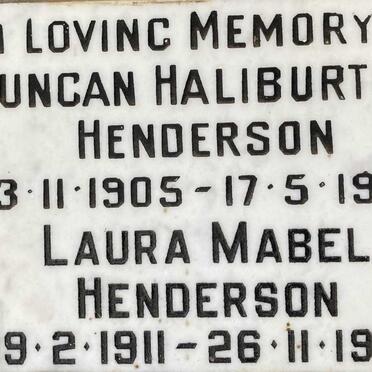 N LOVING MEMORY
UNCAN HALIBURT
HENDERSON
3·11·1905–17·5·19
LAURA MABEL
HENDERSON
9·2·1911–26·11·19